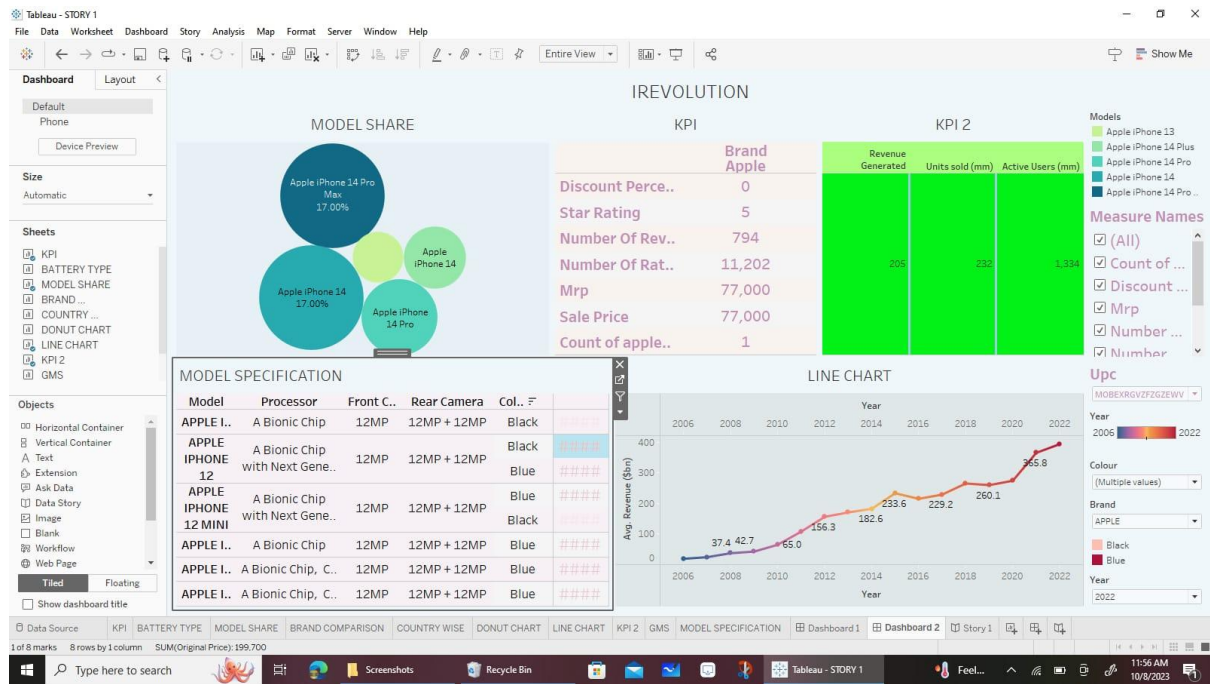 Tableau - STORY 1
File Data Worksheet Dashboard Story Analysis Map Format Server Window Help
Entire View
Show Me
Dashboard Layout
Default
Phone
Device Preview
Size
Automatic
Sheets
KPI
BATTERY TYPE
MODEL SHARE
BRAND ...
COUNTRY ...
DONUT CHART
LINE CHART
KPI 2
GMS
Objects
Horizontal Container
Vertical Container
Text
Extension
Ask Data
Data Story
Image
Blank
Workflow
Web Page
Tiled Floating
Show dashboard title
IREVOLUTION
MODEL SHARE
Apple iPhone 14 Pro
Max
17.00%
Apple
iPhone 14
Apple iPhone 14
17.00%
Apple iPhone
14 Pro
KPI
Brand
Apple
Discount Perce.. 0
Star Rating 5
Number Of Rev.. 794
Number Of Rat.. 11,202
Mrp 77,000
Sale Price 77,000
Count of apple.. 1
KPI 2
Revenue
Generated Units sold (mm) Active Users (mm)
205 232 1,334
Models
Apple iPhone 13
Apple iPhone 14 Plus
Apple iPhone 14 Pro
Apple iPhone 14
Apple iPhone 14 Pro ..
Measure Names
(All)
Count of ...
Discount ...
Mrp
Number ...
Number
MODEL SPECIFICATION
Model Processor Front C.. Rear Camera Col..
APPLE I.. A Bionic Chip 12MP 12MP + 12MP Black ####
APPLE
IPHONE
12
A Bionic Chip
with Next Gene..
12MP 12MP + 12MP
Black ####
Blue ####
APPLE
IPHONE
12 MINI
A Bionic Chip
with Next Gene..
12MP 12MP + 12MP
Blue ####
Black ####
APPLE I.. A Bionic Chip 12MP 12MP + 12MP Blue ####
APPLE I.. A Bionic Chip, C.. 12MP 12MP + 12MP Blue ####
APPLE I.. A Bionic Chip, C.. 12MP 12MP + 12MP Blue ####
LINE CHART
Year
2006 2008 2010 2012 2014 2016 2018 2020 2022
Avg. Revenue ($bn)
400
300
200
100
0
37.4 42.7 65.0 156.3 182.6 233.6 229.2 260.1 365.8
2006 2008 2010 2012 2014 2016 2018 2020 2022
Year
Upc
MOBEXRGVZFZGZEWV
Year
2006 2022
Colour
(Multiple values)
Brand
APPLE
Black
Blue
Year
2022
Data Source KPI BATTERY TYPE MODEL SHARE BRAND COMPARISON COUNTRY WISE DONUT CHART LINE CHART KPI 2 GMS MODEL SPECIFICATION Dashboard 1 Dashboard 2 Story 1
1 of 8 marks 8 rows by 1 column SUM(Original Price): 199,700
Type here to search
Screenshots
Recycle Bin
Tableau - STORY 1
Feel...
11:56 AM
10/8/2023